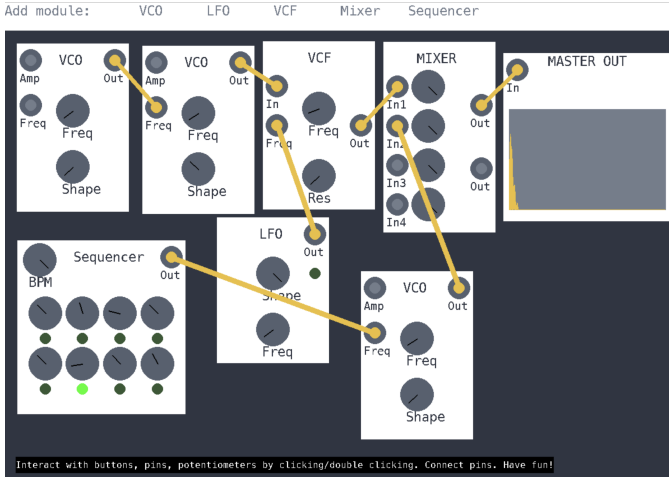 Add module: VCO LFO VCF Mixer Sequencer
VCO
Amp
Out
Freq
Freq
Shape
VCO
Amp
Out
Freq
Freq
Shape
VCF
In
Freq
Freq
Out
Res
MIXER
In1
In2
In3
In4
Out
Out
MASTER OUT
In
Sequencer
Out
BPM
LFO
Out
Shape
Freq
VCO
Amp
Out
Freq
Freq
Shape
Interact with buttons, pins, potentiometers by clicking/double clicking. Connect pins. Have fun!